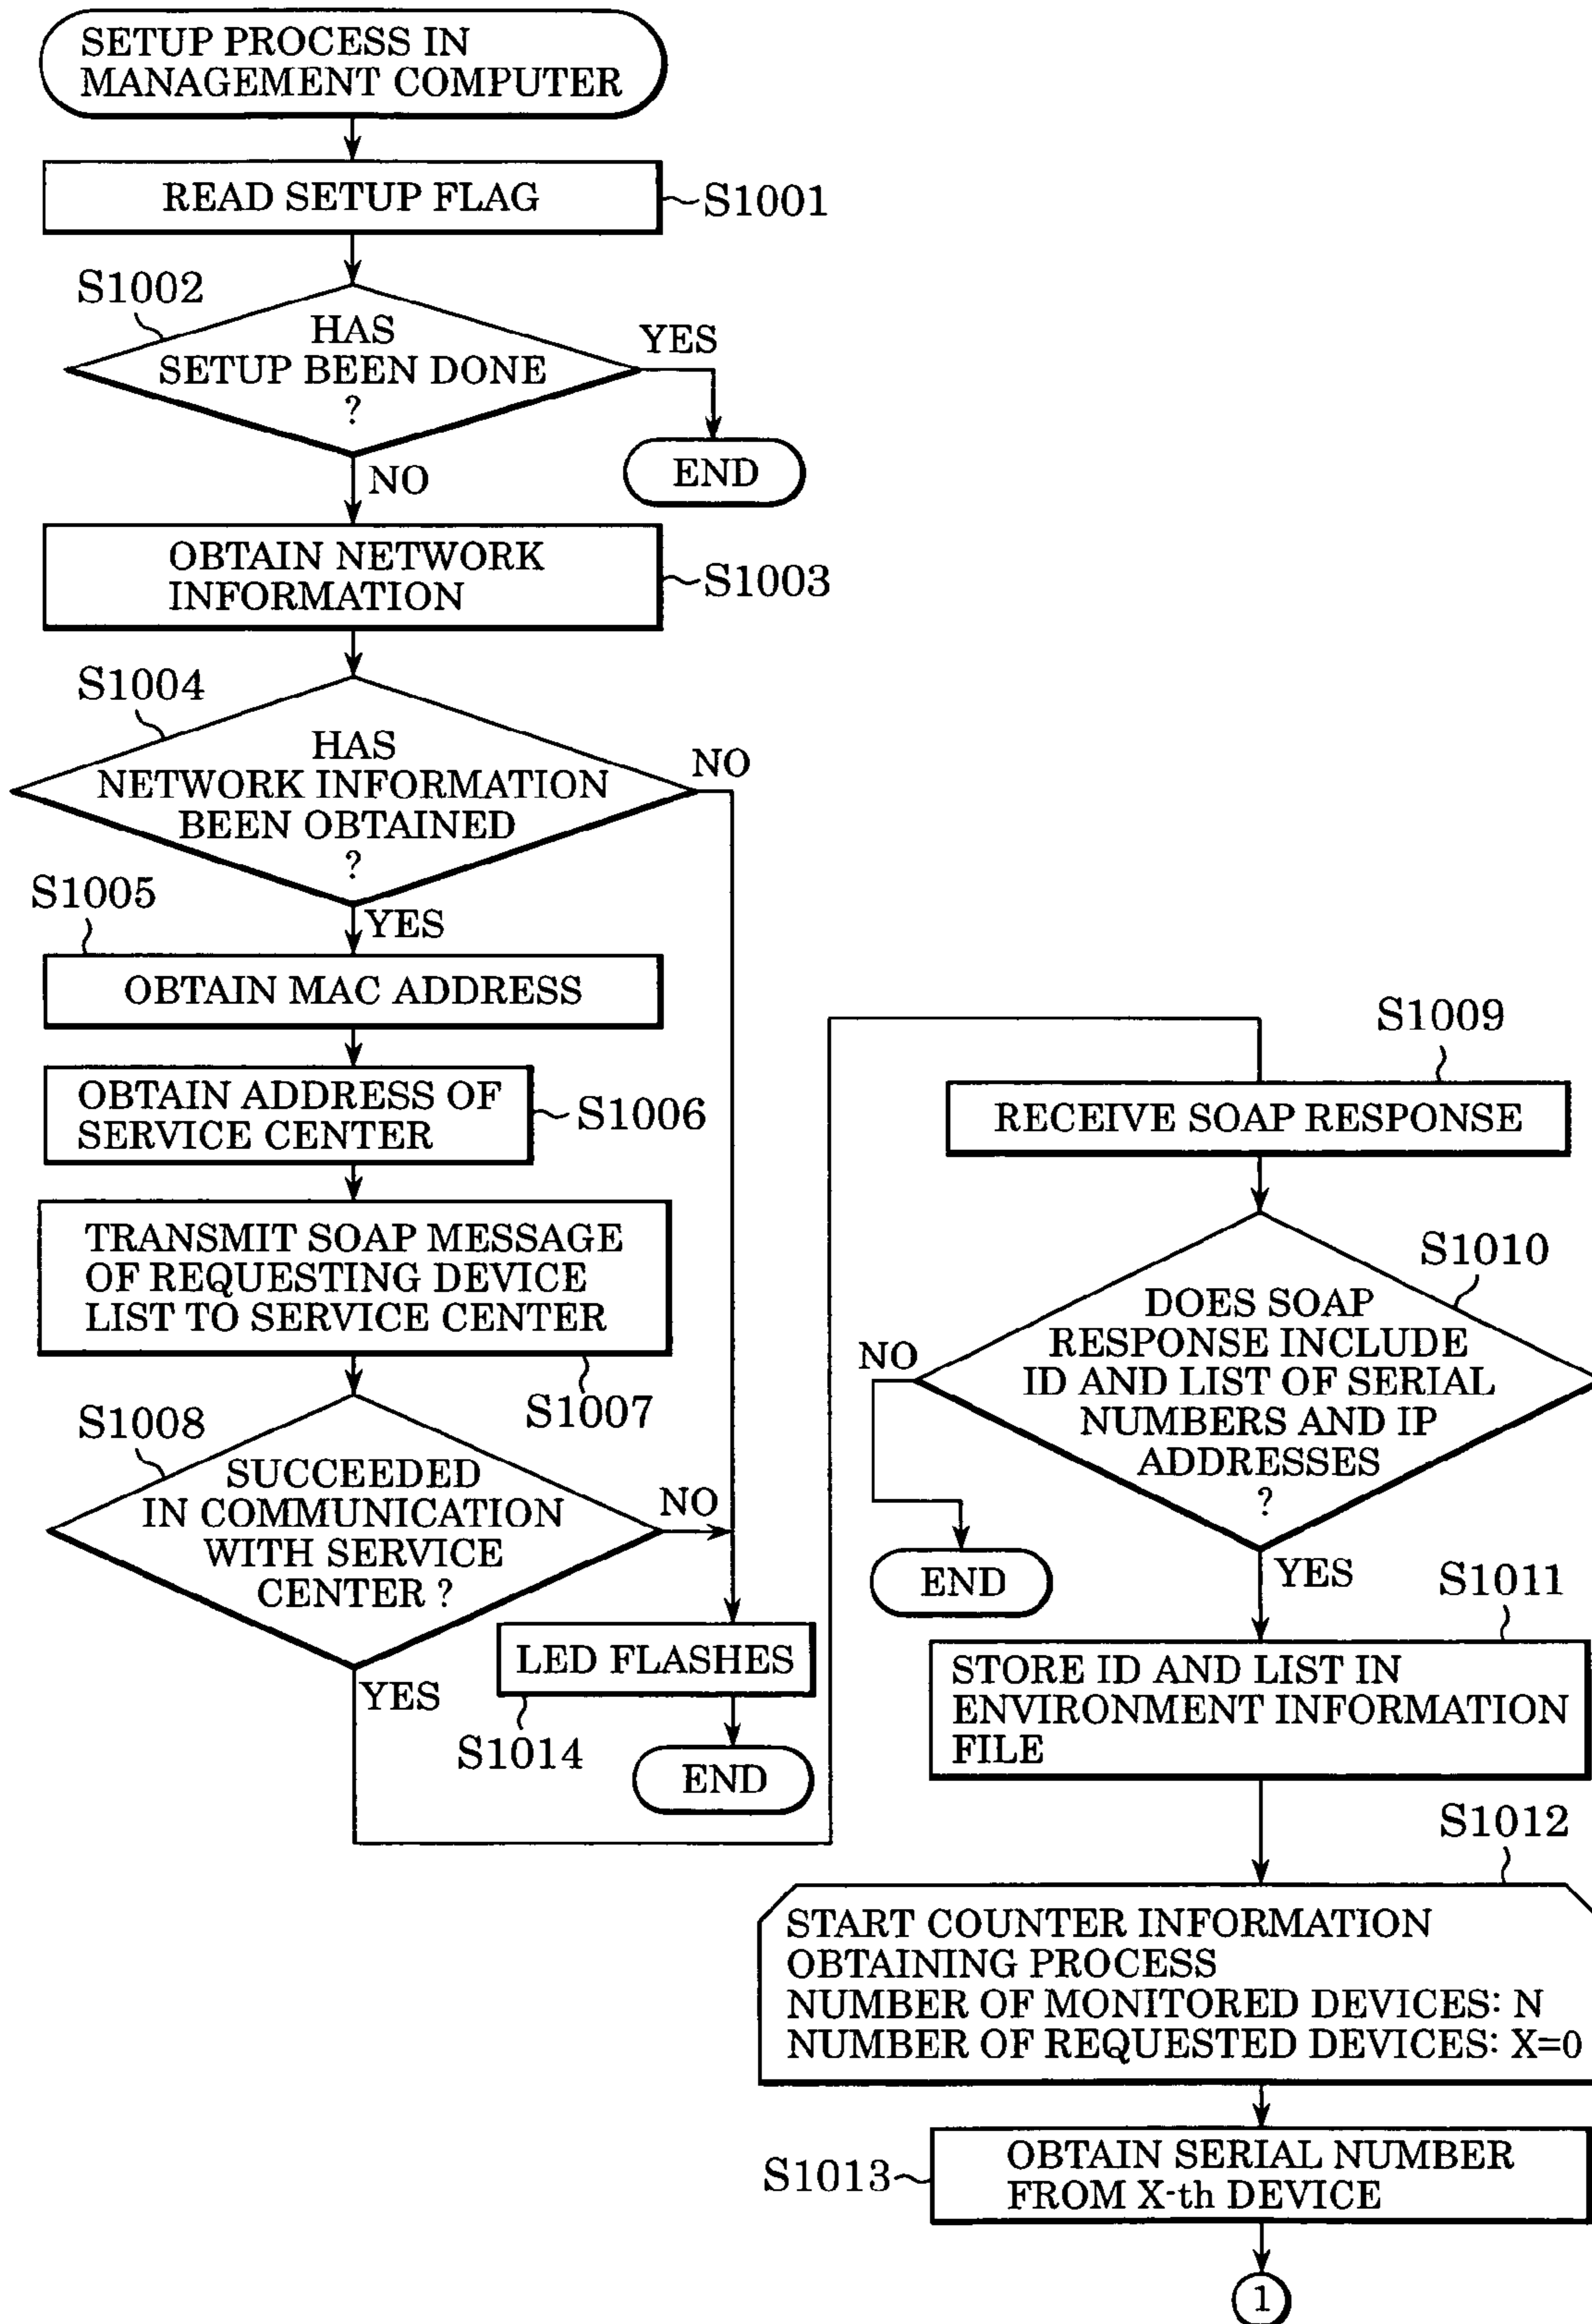 SETUP PROCESS IN
MANAGEMENT COMPUTER
READ SETUP FLAG
S1001
S1002
HAS
SETUP BEEN DONE
?
YES
END
NO
OBTAIN NETWORK
INFORMATION
S1003
S1004
HAS
NETWORK INFORMATION
BEEN OBTAINED
?
NO
YES
S1005
OBTAIN MAC ADDRESS
OBTAIN ADDRESS OF
SERVICE CENTER
S1006
TRANSMIT SOAP MESSAGE
OF REQUESTING DEVICE
LIST TO SERVICE CENTER
S1007
S1008
SUCCEEDED
IN COMMUNICATION
WITH SERVICE
CENTER ?
NO
YES
LED FLASHES
S1014
END
S1009
RECEIVE SOAP RESPONSE
S1010
DOES SOAP
RESPONSE INCLUDE
ID AND LIST OF SERIAL
NUMBERS AND IP
ADDRESSES
?
NO
END
YES
S1011
STORE ID AND LIST IN
ENVIRONMENT INFORMATION
FILE
S1012
START COUNTER INFORMATION
OBTAINING PROCESS
NUMBER OF MONITORED DEVICES: N
NUMBER OF REQUESTED DEVICES: X=0
S1013
OBTAIN SERIAL NUMBER
FROM X-th DEVICE
1